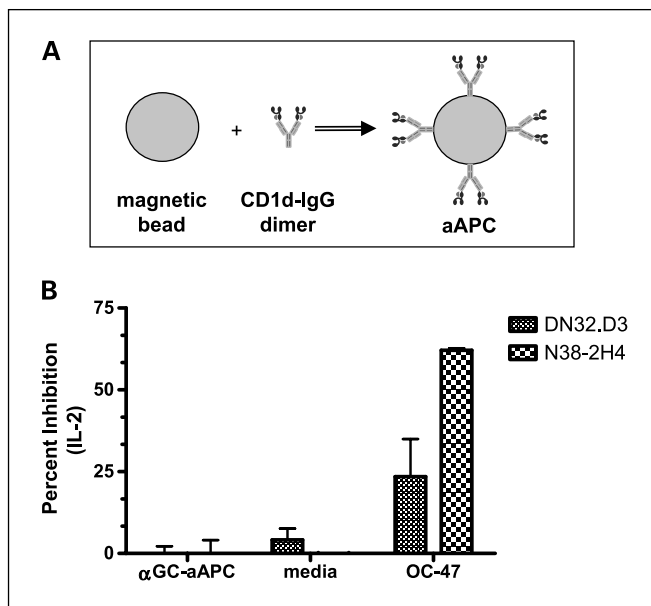 A
+
magnetic
bead
CD1d-IgG
dimer
aAPC
B
Percent Inhibition
(IL-2)
75
50
25
0
αGC-aAPC
media
OC-47
DN32.D3
N38-2H4